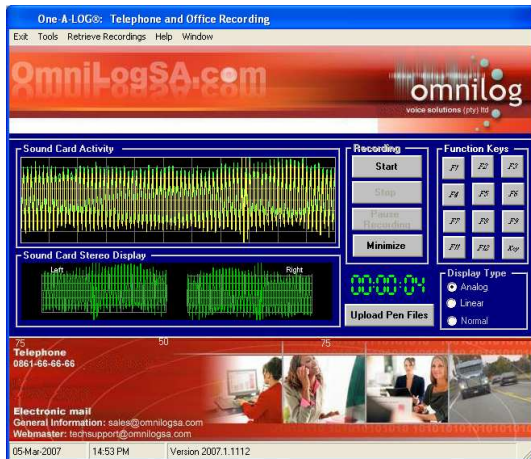 One-A-LOG®: Telephone and Office Recording
Exit Tools Retrieve Recordings Help Window
OmniLogSA.com
omnilog
voice solutions (pty) ltd
Sound Card Activity
Recording
Start
Stop
Pause
Recording
Minimize
Function Keys
F1 F2 F3
F4 F5 F6
F7 F8 F9
F11 F12 Key
Sound Card Stereo Display
Left
Right
00:00:04
Upload Pen Files
Display Type
Analog
Linear
Normal
75 50 75
Telephone
0861-66-66-66
Electronic mail
General Information: sales@omnilogsa.com
Webmaster: techsupport@omnilogsa.com
05-Mar-2007 14:53 PM Version 2007.1.1112